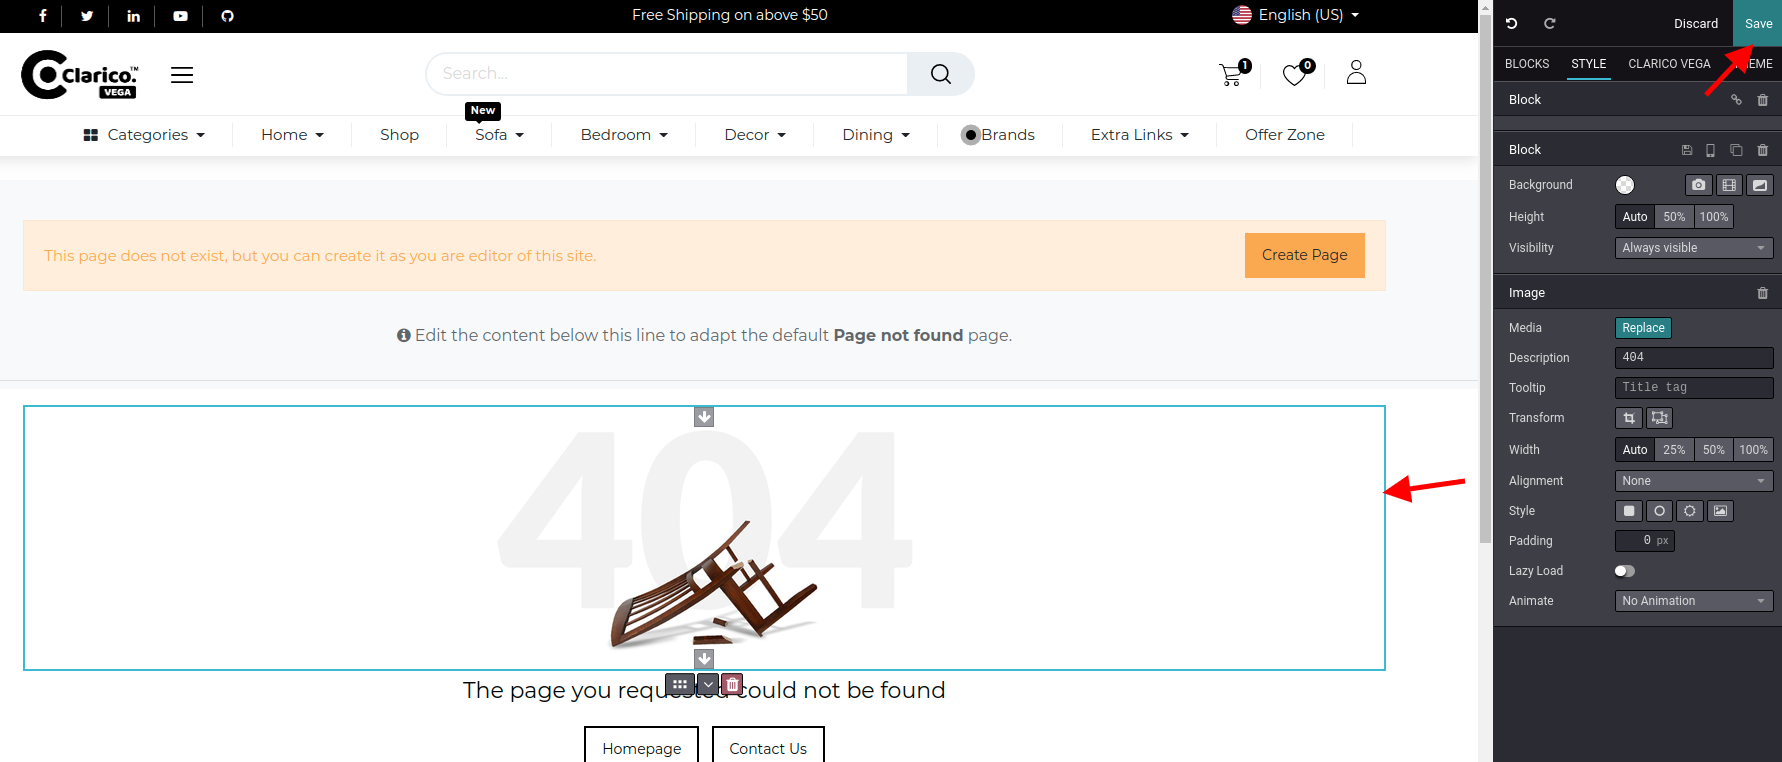 Free Shipping on above $50
English (US)
Discard
Save
Clarico.™
VEGA
Search...
1
0
BLOCKS
STYLE
CLARICO VEGA
EME
Block
New
Categories
Home
Shop
Sofa
Bedroom
Decor
Dining
Brands
Extra Links
Offer Zone
Block
Background
Height
Auto
50%
100%
Visibility
Always visible
This page does not exist, but you can create it as you are editor of this site.
Create Page
Edit the content below this line to adapt the default Page not found page.
404
The page you requested could not be found
Homepage
Contact Us
Image
Media
Replace
Description
404
Tooltip
Title tag
Transform
Width
Auto
25%
50%
100%
Alignment
None
Style
Padding
0 px
Lazy Load
Animate
No Animation